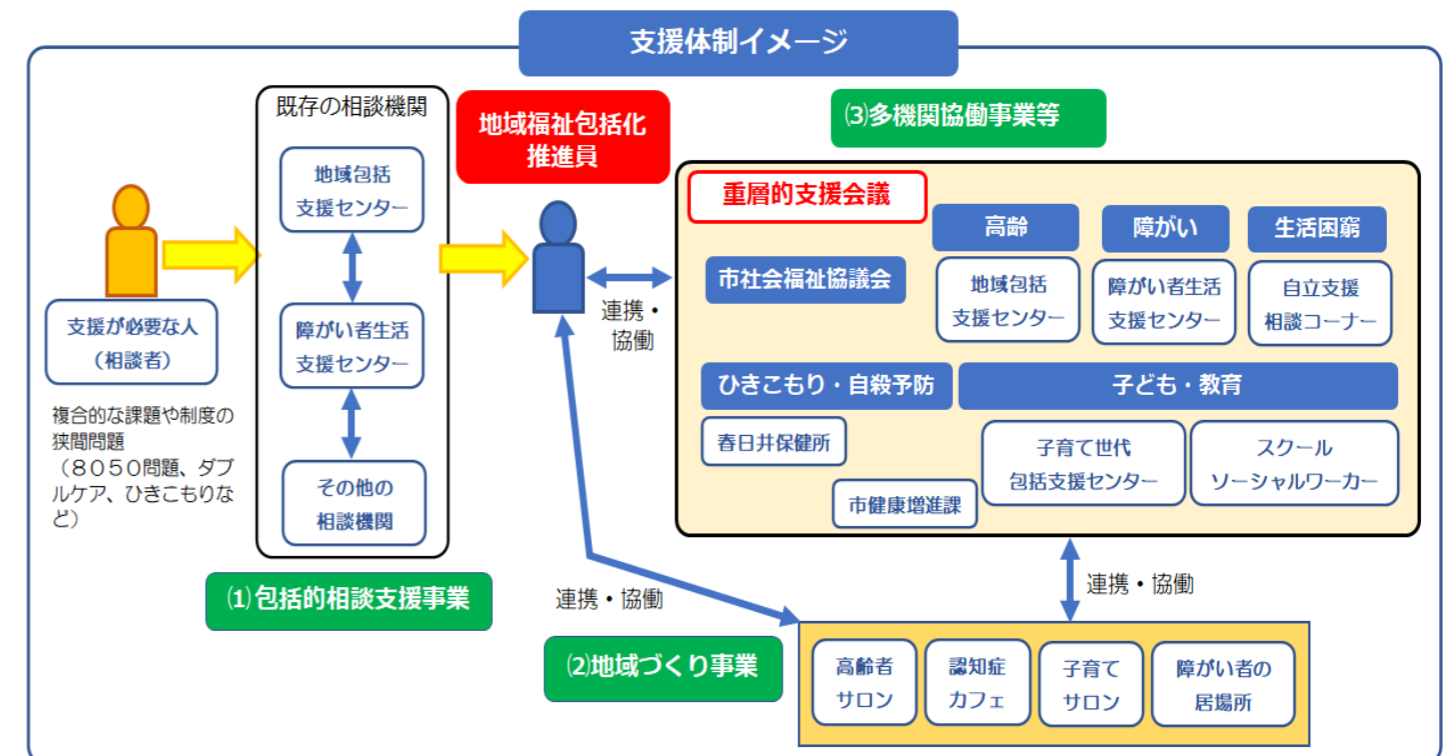 支援体制イメージ
既存の相談機関
地域包括
支援センター
障がい者生活
支援センター
その他の
相談機関
支援が必要な人
（相談者）
複合的な課題や制度の
狭間問題
（８０５０問題、ダブ
ルケア、ひきこもりな
ど）
⑴包括的相談支援事業
地域福祉包括化
推進員
連携・
協働
⑶多機関協働事業等
重層的支援会議
市社会福祉協議会
高齢
地域包括
支援センター
障がい
障がい者生活
支援センター
生活困窮
自立支援
相談コーナー
ひきこもり・自殺予防
春日井保健所
市健康増進課
子ども・教育
子育て世代
包括支援センター
スクール
ソーシャルワーカー
連携・協働
連携・協働
⑵地域づくり事業
高齢者
サロン
認知症
カフェ
子育て
サロン
障がい者の
居場所